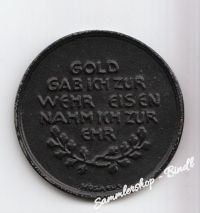 GOLD
GAB ICH ZUR
WEHR EISEN
NAHM ICH ZUR
EHR
Sammlershop - Bindl